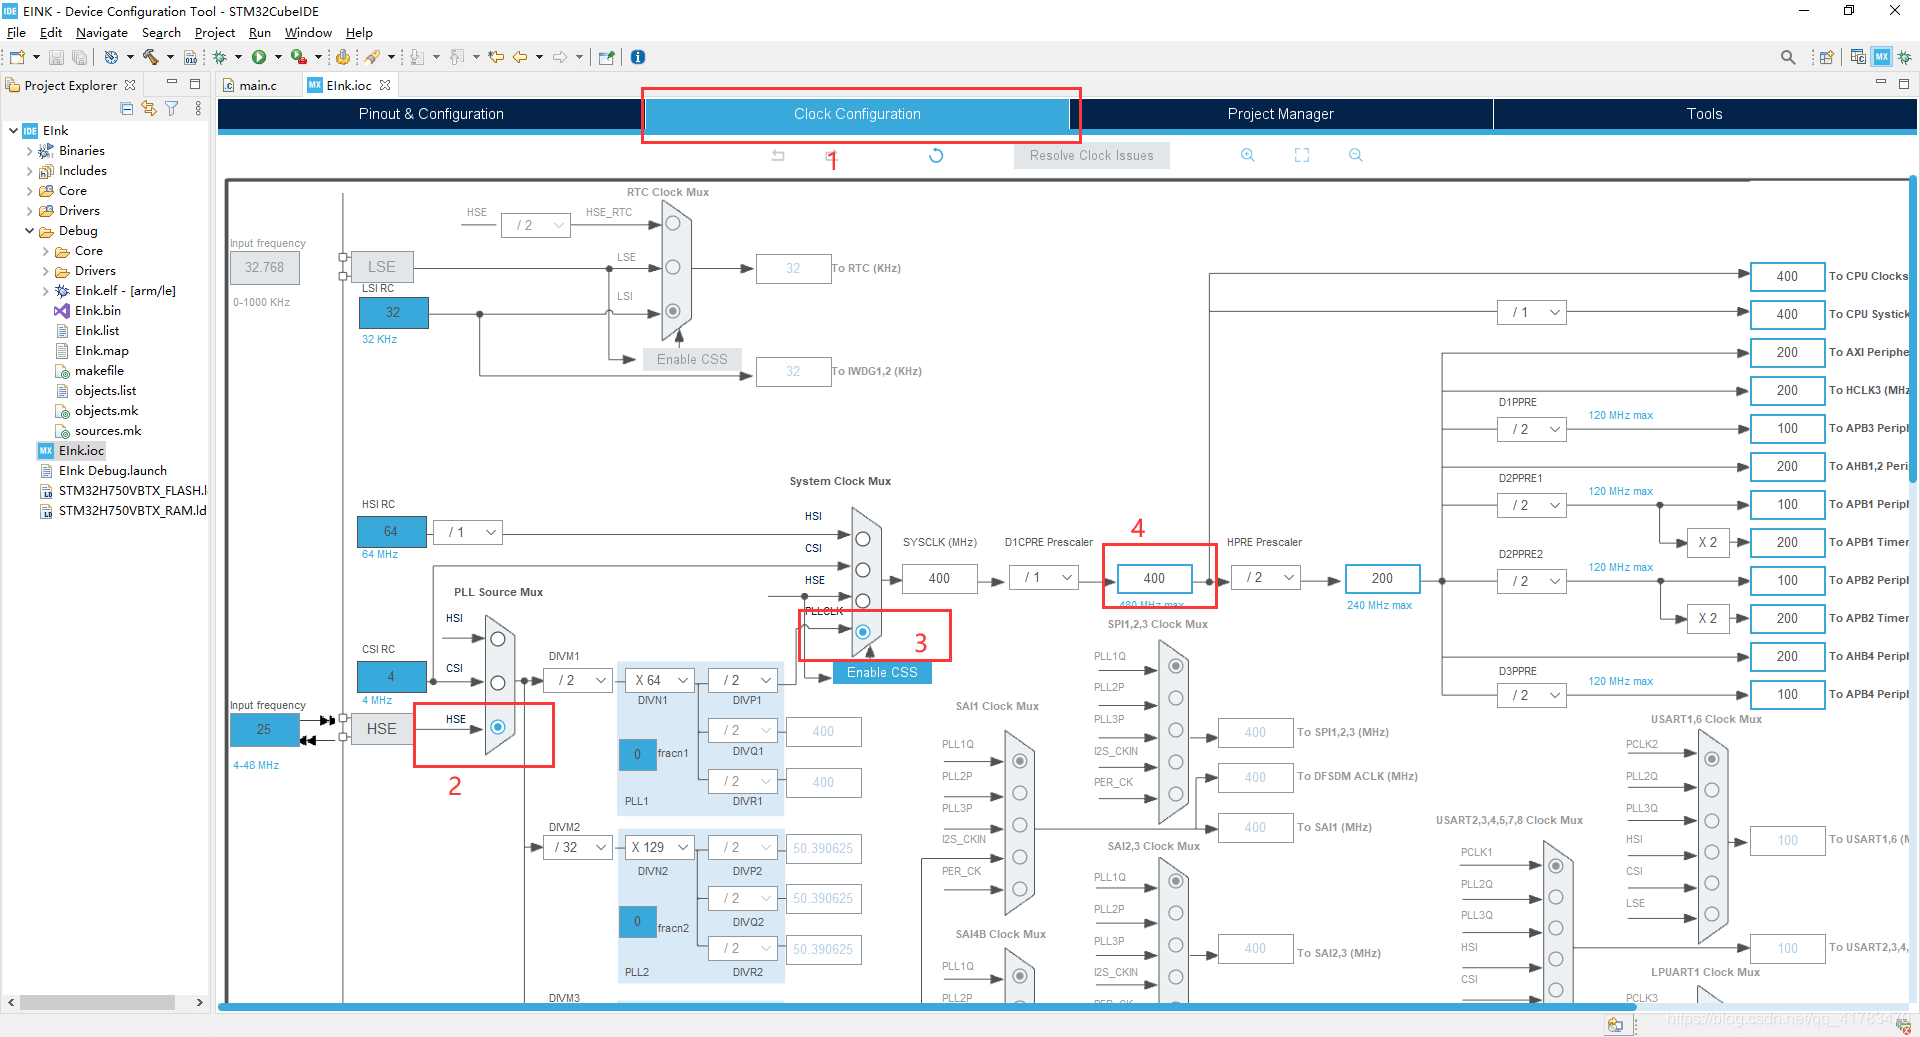 EINK - Device Configuration Tool - STM32CubeIDE
File Edit Navigate Search Project Run Window Help
Project Explorer
main.c
EInk.ioc
Pinout & Configuration
Clock Configuration
Project Manager
Tools
1
Resolve Clock Issues
EInk
Binaries
Includes
Core
Drivers
Debug
Core
Drivers
EInk.elf - [arm/le]
EInk.bin
EInk.list
EInk.map
makefile
objects.list
objects.mk
sources.mk
EInk.ioc
EInk Debug.launch
STM32H750VBTX_FLASH.l
STM32H750VBTX_RAM.ld
RTC Clock Mux
HSE
/ 2
HSE_RTC
Input frequency
32.768
0-1000 KHz
LSE
LSE
32
To RTC (KHz)
LSI RC
32
32 KHz
LSI
Enable CSS
32
To IWDG1,2 (KHz)
400
To CPU Clocks
/ 1
400
To CPU Systick
200
To AXI Periphe
200
To HCLK3 (MHz
D1PPRE
/ 2
120 MHz max
100
To APB3 Periph
200
To AHB1,2 Peri
D2PPRE1
/ 2
120 MHz max
100
To APB1 Periph
X 2
200
To APB1 Timer
D2PPRE2
/ 2
120 MHz max
100
To APB2 Periph
X 2
200
To APB2 Timer
200
To AHB4 Periph
D3PPRE
/ 2
120 MHz max
100
To APB4 Periph
System Clock Mux
HSI RC
64
64 MHz
/ 1
HSI
CSI
HSE
PLLCLK
3
Enable CSS
SYSCLK (MHz)
400
D1CPRE Prescaler
/ 1
4
400
480 MHz max
HPRE Prescaler
/ 2
200
240 MHz max
PLL Source Mux
HSI
CSI RC
4
4 MHz
CSI
Input frequency
25
4-48 MHz
HSE
HSE
2
DIVM1
/ 2
X 64
DIVN1
/ 2
DIVP1
/ 2
400
DIVQ1
0
fracn1
/ 2
400
DIVR1
PLL1
DIVM2
/ 32
X 129
DIVN2
/ 2
50.390625
DIVP2
/ 2
50.390625
DIVQ2
0
fracn2
/ 2
50.390625
DIVR2
PLL2
DIVM3
SAI1 Clock Mux
PLL1Q
PLL2P
PLL3P
I2S_CKIN
PER_CK
SAI4B Clock Mux
PLL1Q
PLL2P
SPI1,2,3 Clock Mux
PLL1Q
PLL2P
PLL3P
I2S_CKIN
PER_CK
400
To SPI1,2,3 (MHz)
400
To DFSDM ACLK (MHz)
400
To SAI1 (MHz)
SAI2,3 Clock Mux
PLL1Q
PLL2P
PLL3P
I2S_CKIN
PER_CK
400
To SAI2,3 (MHz)
USART1,6 Clock Mux
PCLK2
PLL2Q
PLL3Q
HSI
CSI
LSE
100
To USART1,6 (M
USART2,3,4,5,7,8 Clock Mux
PCLK1
PLL2Q
PLL3Q
HSI
CSI
100
To USART2,3,4,
LPUART1 Clock Mux
PCLK3